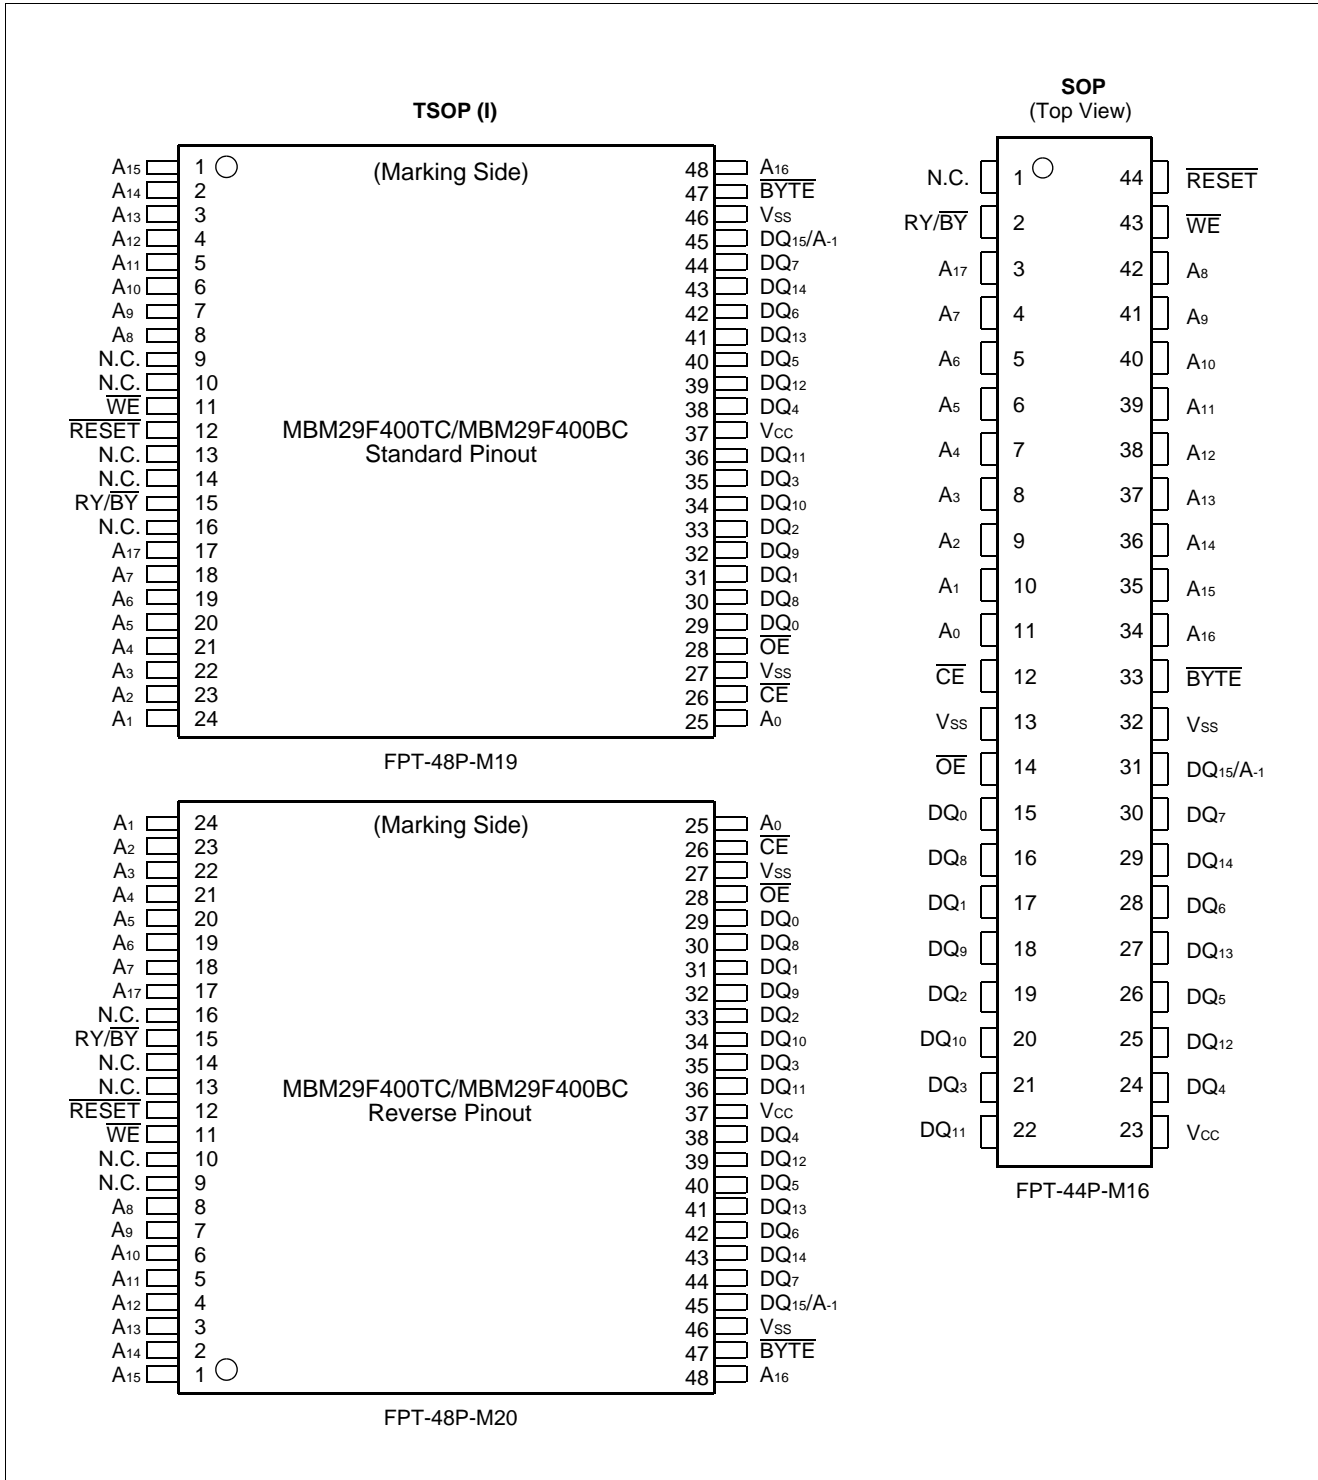 TSOP (I)
(Marking Side)
A15 1 48 A16
A14 2 47 BYTE
A13 3 46 VSS
A12 4 45 DQ15/A-1
A11 5 44 DQ7
A10 6 43 DQ14
A9 7 42 DQ6
A8 8 41 DQ13
N.C. 9 40 DQ5
N.C. 10 39 DQ12
WE 11 38 DQ4
RESET 12 37 VCC
N.C. 13 36 DQ11
N.C. 14 35 DQ3
RY/BY 15 34 DQ10
N.C. 16 33 DQ2
A17 17 32 DQ9
A7 18 31 DQ1
A6 19 30 DQ8
A5 20 29 DQ0
A4 21 28 OE
A3 22 27 VSS
A2 23 26 CE
A1 24 25 A0
MBM29F400TC/MBM29F400BC
Standard Pinout
FPT-48P-M19
(Marking Side)
A1 24 25 A0
A2 23 26 CE
A3 22 27 VSS
A4 21 28 OE
A5 20 29 DQ0
A6 19 30 DQ8
A7 18 31 DQ1
A17 17 32 DQ9
N.C. 16 33 DQ2
RY/BY 15 34 DQ10
N.C. 14 35 DQ3
N.C. 13 36 DQ11
RESET 12 37 VCC
WE 11 38 DQ4
N.C. 10 39 DQ12
N.C. 9 40 DQ5
A8 8 41 DQ13
A9 7 42 DQ6
A10 6 43 DQ14
A11 5 44 DQ7
A12 4 45 DQ15/A-1
A13 3 46 VSS
A14 2 47 BYTE
A15 1 48 A16
MBM29F400TC/MBM29F400BC
Reverse Pinout
FPT-48P-M20
SOP
(Top View)
N.C. 1 44 RESET
RY/BY 2 43 WE
A17 3 42 A8
A7 4 41 A9
A6 5 40 A10
A5 6 39 A11
A4 7 38 A12
A3 8 37 A13
A2 9 36 A14
A1 10 35 A15
A0 11 34 A16
CE 12 33 BYTE
VSS 13 32 VSS
OE 14 31 DQ15/A-1
DQ0 15 30 DQ7
DQ8 16 29 DQ14
DQ1 17 28 DQ6
DQ9 18 27 DQ13
DQ2 19 26 DQ5
DQ10 20 25 DQ12
DQ3 21 24 DQ4
DQ11 22 23 VCC
FPT-44P-M16